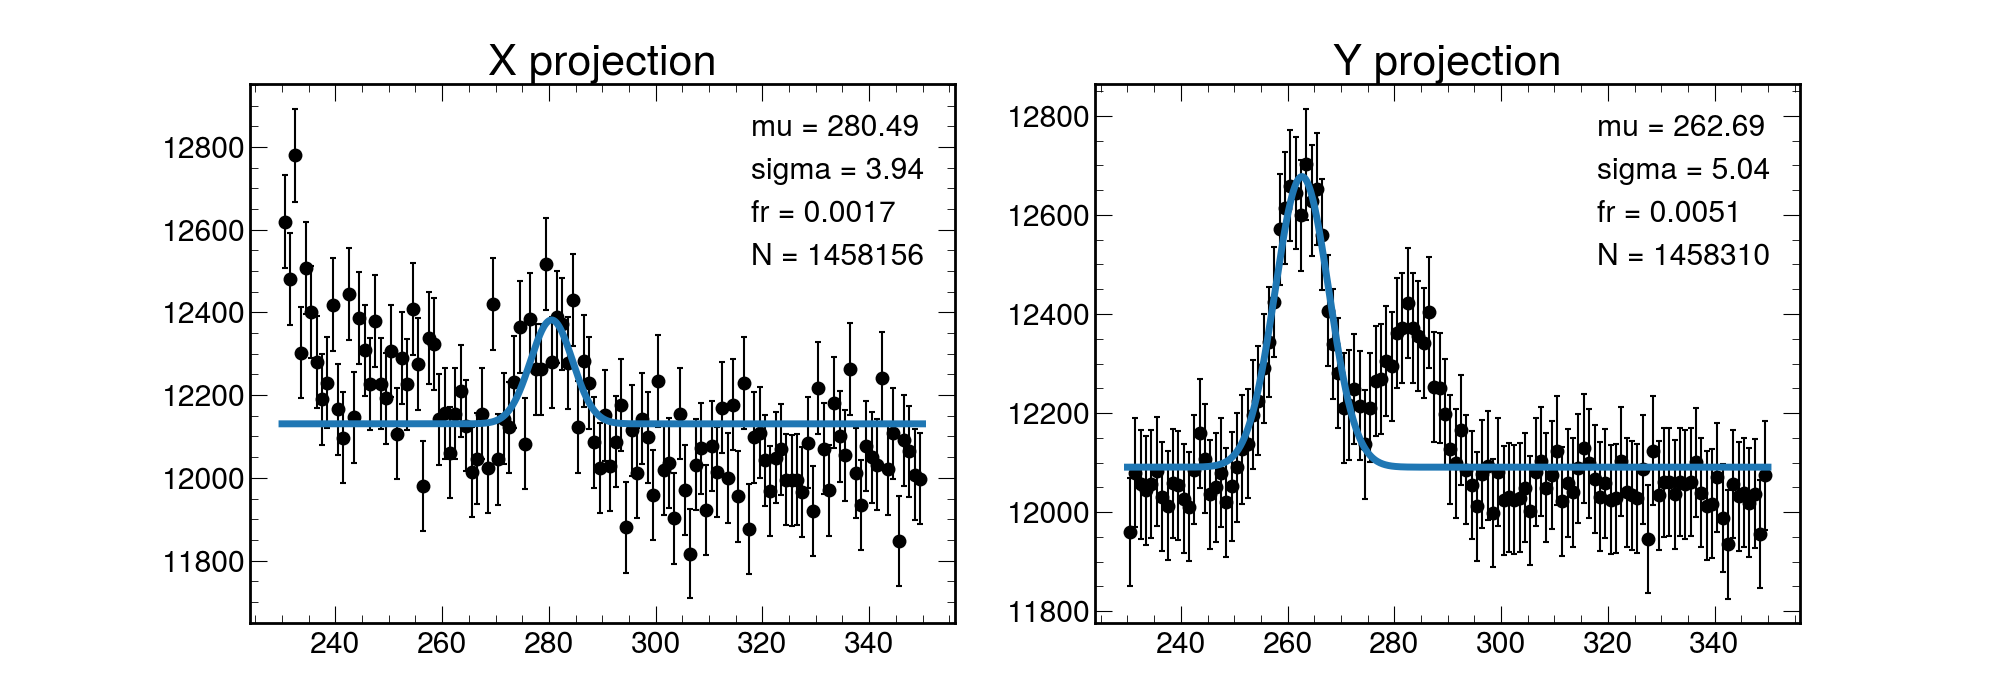 X projection
mu = 280.49
sigma = 3.94
fr = 0.0017
N = 1458156
12800
12600
12400
12200
12000
11800
240 260 280 300 320 340
Y projection
mu = 262.69
sigma = 5.04
fr = 0.0051
N = 1458310
12800
12600
12400
12200
12000
11800
240 260 280 300 320 340